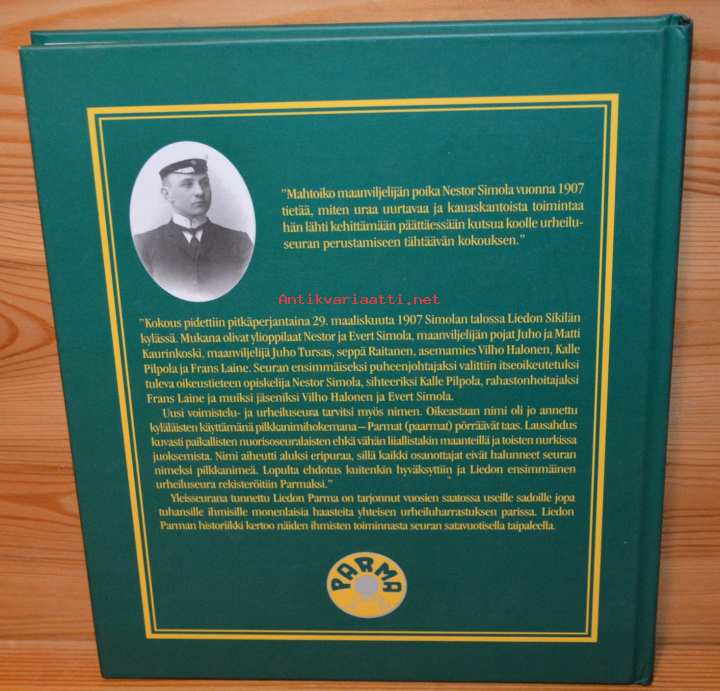 "Mahtoiko maanviljelijän poika Nestor Simola vuonna 1907
tietää, miten uraa uurtavaa ja kauaskantoista toimintaa
hän lähti kehittämään päättäessään kutsua koolle urheilu-
seuran perustamiseen tähtäävän kokouksen."
Antikvariaatti.net
"Kokous pidettiin pitkäperjantaina 29. maaliskuuta 1907 Simolan talossa Liedon Sikilän
kylässä. Mukana olivat ylioppilaat Nestor ja Evert Simola, maanviljelijän pojat Juho ja Matti
Kaurinkoski, maanviljelijä Juho Tursas, seppä Raitanen, asemamies Vilho Halonen, Kalle
Pilpola ja Frans Laine. Seuran ensimmäiseksi puheenjohtajaksi valittiin itseoikeutetuksi
tuleva oikeustieteen opiskelija Nestor Simola, sihteeriksi Kalle Pilpola, rahastonhoitajaksi
Frans Laine ja muiksi jäseniksi Vilho Halonen ja Evert Simola.
Uusi voimistelu- ja urheiluseura tarvitsi myös nimen. Oikeastaan nimi oli jo annettu
kyläläisten käyttämänä pilkkanimihokemana – Parmat (paarmat) pörräävät taas. Lausahdus
kuvasti paikallisten nuorisoseuralaisten ehkä vähän liiallistakin maanteillä ja toisten nurkissa
juoksemista. Nimi aiheutti aluksi eripuraa, sillä kaikki osanottajat eivät halunneet seuran
nimeksi pilkkanimeä. Lopulta ehdotus kuitenkin hyväksyttiin ja Liedon ensimmäinen
urheiluseura rekisteröitiin Parmaksi."
Yleisseurana tunnettu Liedon Parma on tarjonnut vuosien saatossa useille sadoille jopa
tuhansille ihmisille monenlaisia haasteita yhteisen urheiluharrastuksen parissa. Liedon
Parman historiikki kertoo näiden ihmisten toiminnasta seuran satavuotisella taipaleella.
PARMA